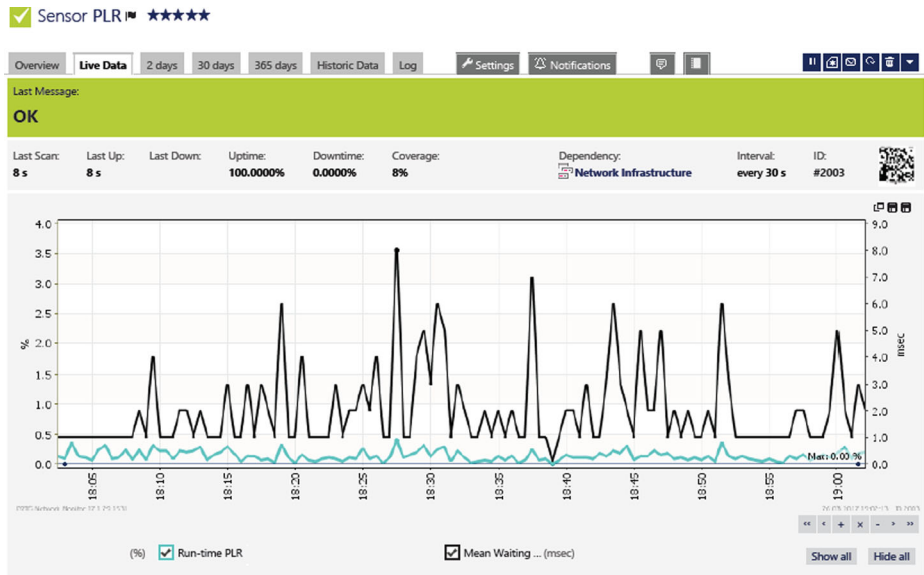 Sensor PLR
Overview Live Data 2 days 30 days 365 days Historic Data Log Settings Notifications
Last Message:
OK
Last Scan: Last Up: Last Down: Uptime: Downtime: Coverage: Dependency: Interval: ID:
8 s 8 s 100.0000% 0.0000% 8% Network Infrastructure every 30 s #2003
4.0 9.0
3.5 8.0
3.0 7.0
2.5 6.0
2.0 5.0
1.5 4.0
1.0 3.0
0.5 2.0
0.0 1.0
0.0
%
msec
Max: 0.00 %
18:05 18:10 18:15 18:20 18:25 18:30 18:35 18:40 18:45 18:50 18:55 19:00
Network Monitor
(%) Run-time PLR Mean Waiting ... (msec)
Show all Hide all